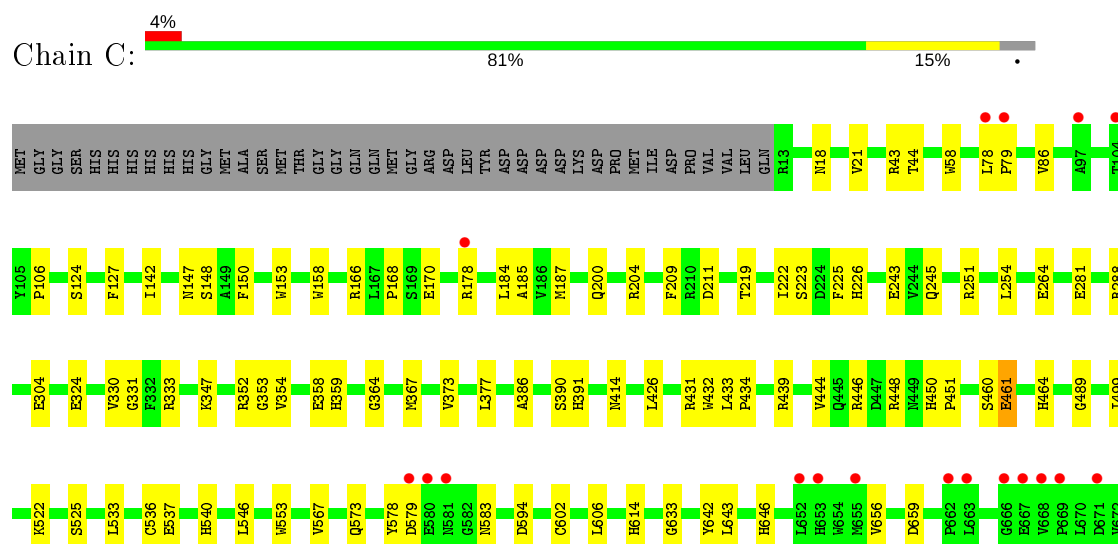 4%
Chain C:
81% 15% •
MET GLY GLY SER HIS HIS HIS HIS HIS HIS GLY MET ALA SER MET THR GLY GLY GLN GLN MET GLY ARG ASP LEU TYR ASP ASP ASP ASP LYS ASP PRO MET ILE ASP PRO VAL VAL LEU GLN R13 N18 V21 R43 T44 W58 L78 P79 V86 A97 T104
Y105 P106 S124 F127 I142 N147 S148 A149 F150 W153 W158 R166 L167 P168 S169 E170 R178 L184 A185 V186 M187 Q200 R204 F209 R210 D211 T219 I222 S223 D224 F225 H226 E243 V244 Q245 R251 L254 E264 E281 R288
E304 E324 V330 G331 F332 R333 K347 R352 G353 V354 E358 H359 G364 M367 V373 L377 A386 S390 H391 N414 L426 R431 W432 L433 P434 R439 V444 Q445 R446 D447 R448 N449 H450 P451 S460 E461 H464 G489
K522 S525 L533 C536 E537 H540 L546 W553 V567 Q573 Y578 D579 E580 N581 G582 N583 D594 C602 L606 H614 G633 Y642 L643 H646 L652 H653 W654 M655 V656 D659 P662 L663 G666 E667 V668 P669 L670 D671